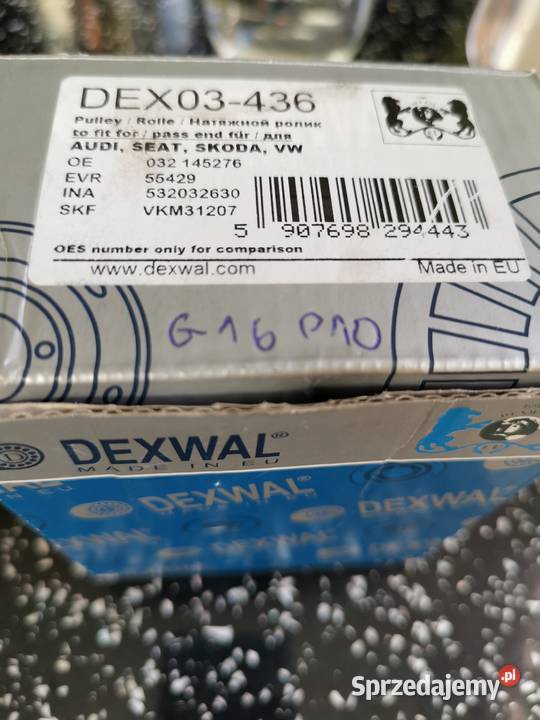 DEX03-436
Pulley / Rolle / Натяжной ролик
to fit for / pass end für / для
AUDI, SEAT, SKODA, VW
OE 032 145276
EVR 55429
INA 532032630
SKF VKM31207
5 907698 294443
OES number only for comparison
www.dexwal.com Made in EU
G16 P10
DEXWAL®
MADE IN EU
DEXWAL® DEXWAL
DEXWAL
Sprzedajemy.pl